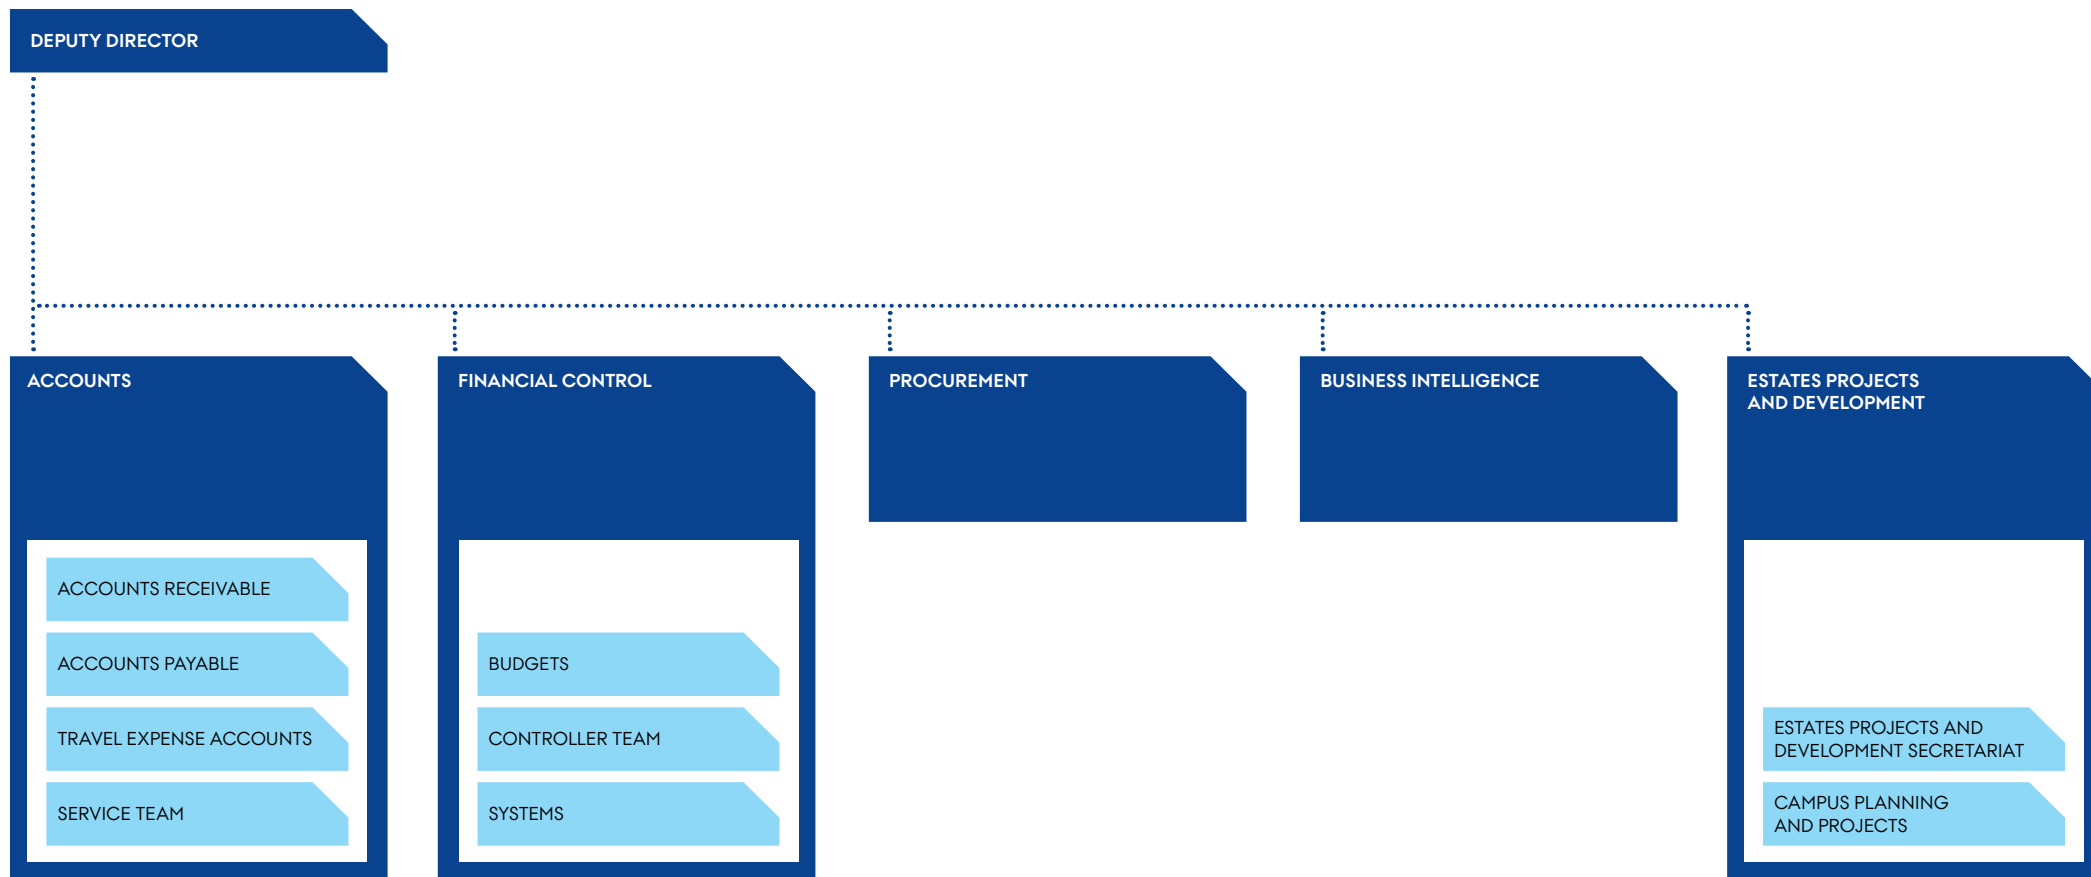 DEPUTY DIRECTOR
ACCOUNTS
ACCOUNTS RECEIVABLE
ACCOUNTS PAYABLE
TRAVEL EXPENSE ACCOUNTS
SERVICE TEAM
FINANCIAL CONTROL
BUDGETS
CONTROLLER TEAM
SYSTEMS
PROCUREMENT
BUSINESS INTELLIGENCE
ESTATES PROJECTS
AND DEVELOPMENT
ESTATES PROJECTS AND
DEVELOPMENT SECRETARIAT
CAMPUS PLANNING
AND PROJECTS